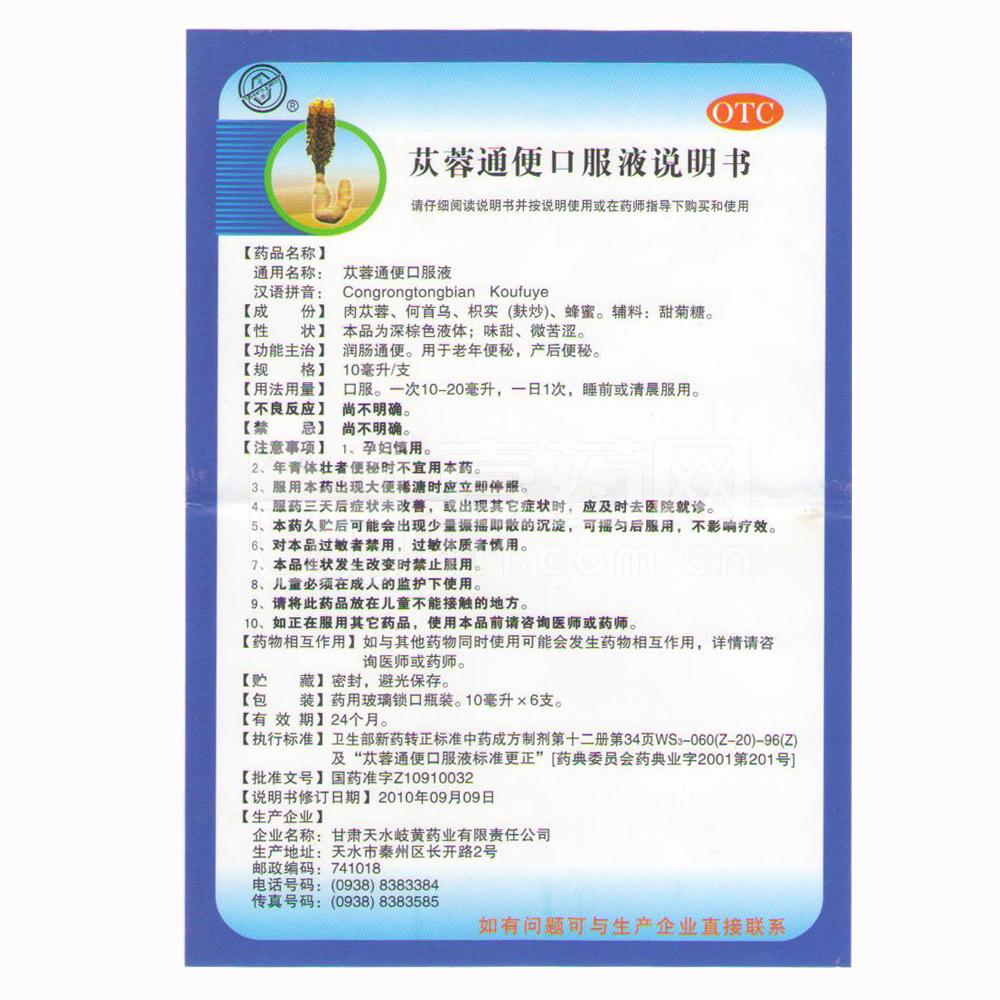 ®
OTC
苁蓉通便口服液说明书
请仔细阅读说明书并按说明使用或在药师指导下购买和使用
【药品名称】
通用名称：苁蓉通便口服液
汉语拼音：Congrongtongbian Koufuye
【成 份】肉苁蓉、何首乌、枳实（麸炒）、蜂蜜。辅料：甜菊糖。
【性 状】本品为深棕色液体；味甜、微苦涩。
【功能主治】润肠通便。用于老年便秘，产后便秘。
【规 格】10毫升/支
【用法用量】口服。一次10-20毫升，一日1次，睡前或清晨服用。
【不良反应】尚不明确。
【禁 忌】尚不明确。
【注意事项】1、孕妇慎用。
2、年青体壮者便秘时不宜用本药。
3、服用本药出现大便稀溏时应立即停服。
4、服药三天后症状未改善，或出现其它症状时，应及时去医院就诊。
5、本药久贮后可能会出现少量振摇即散的沉淀，可摇匀后服用，不影响疗效。
6、对本品过敏者禁用，过敏体质者慎用。
7、本品性状发生改变时禁止服用。
8、儿童必须在成人的监护下使用。
9、请将此药品放在儿童不能接触的地方。
10、如正在服用其它药品，使用本品前请咨询医师或药师。
【药物相互作用】如与其他药物同时使用可能会发生药物相互作用，详情请咨
询医师或药师。
【贮 藏】密封，避光保存。
【包 装】药用玻璃锁口瓶装。10毫升×6支。
【有 效 期】24个月。
【执行标准】卫生部新药转正标准中药成方制剂第十二册第34页WS₃-060(Z-20)-96(Z)
及“苁蓉通便口服液标准更正”[药典委员会药典业字2001第201号]
【批准文号】国药准字Z10910032
【说明书修订日期】2010年09月09日
【生产企业】
企业名称：甘肃天水岐黄药业有限责任公司
生产地址：天水市秦州区长开路2号
邮政编码：741018
电话号码：(0938) 8383384
传真号码：(0938) 8383585
如有问题可与生产企业直接联系